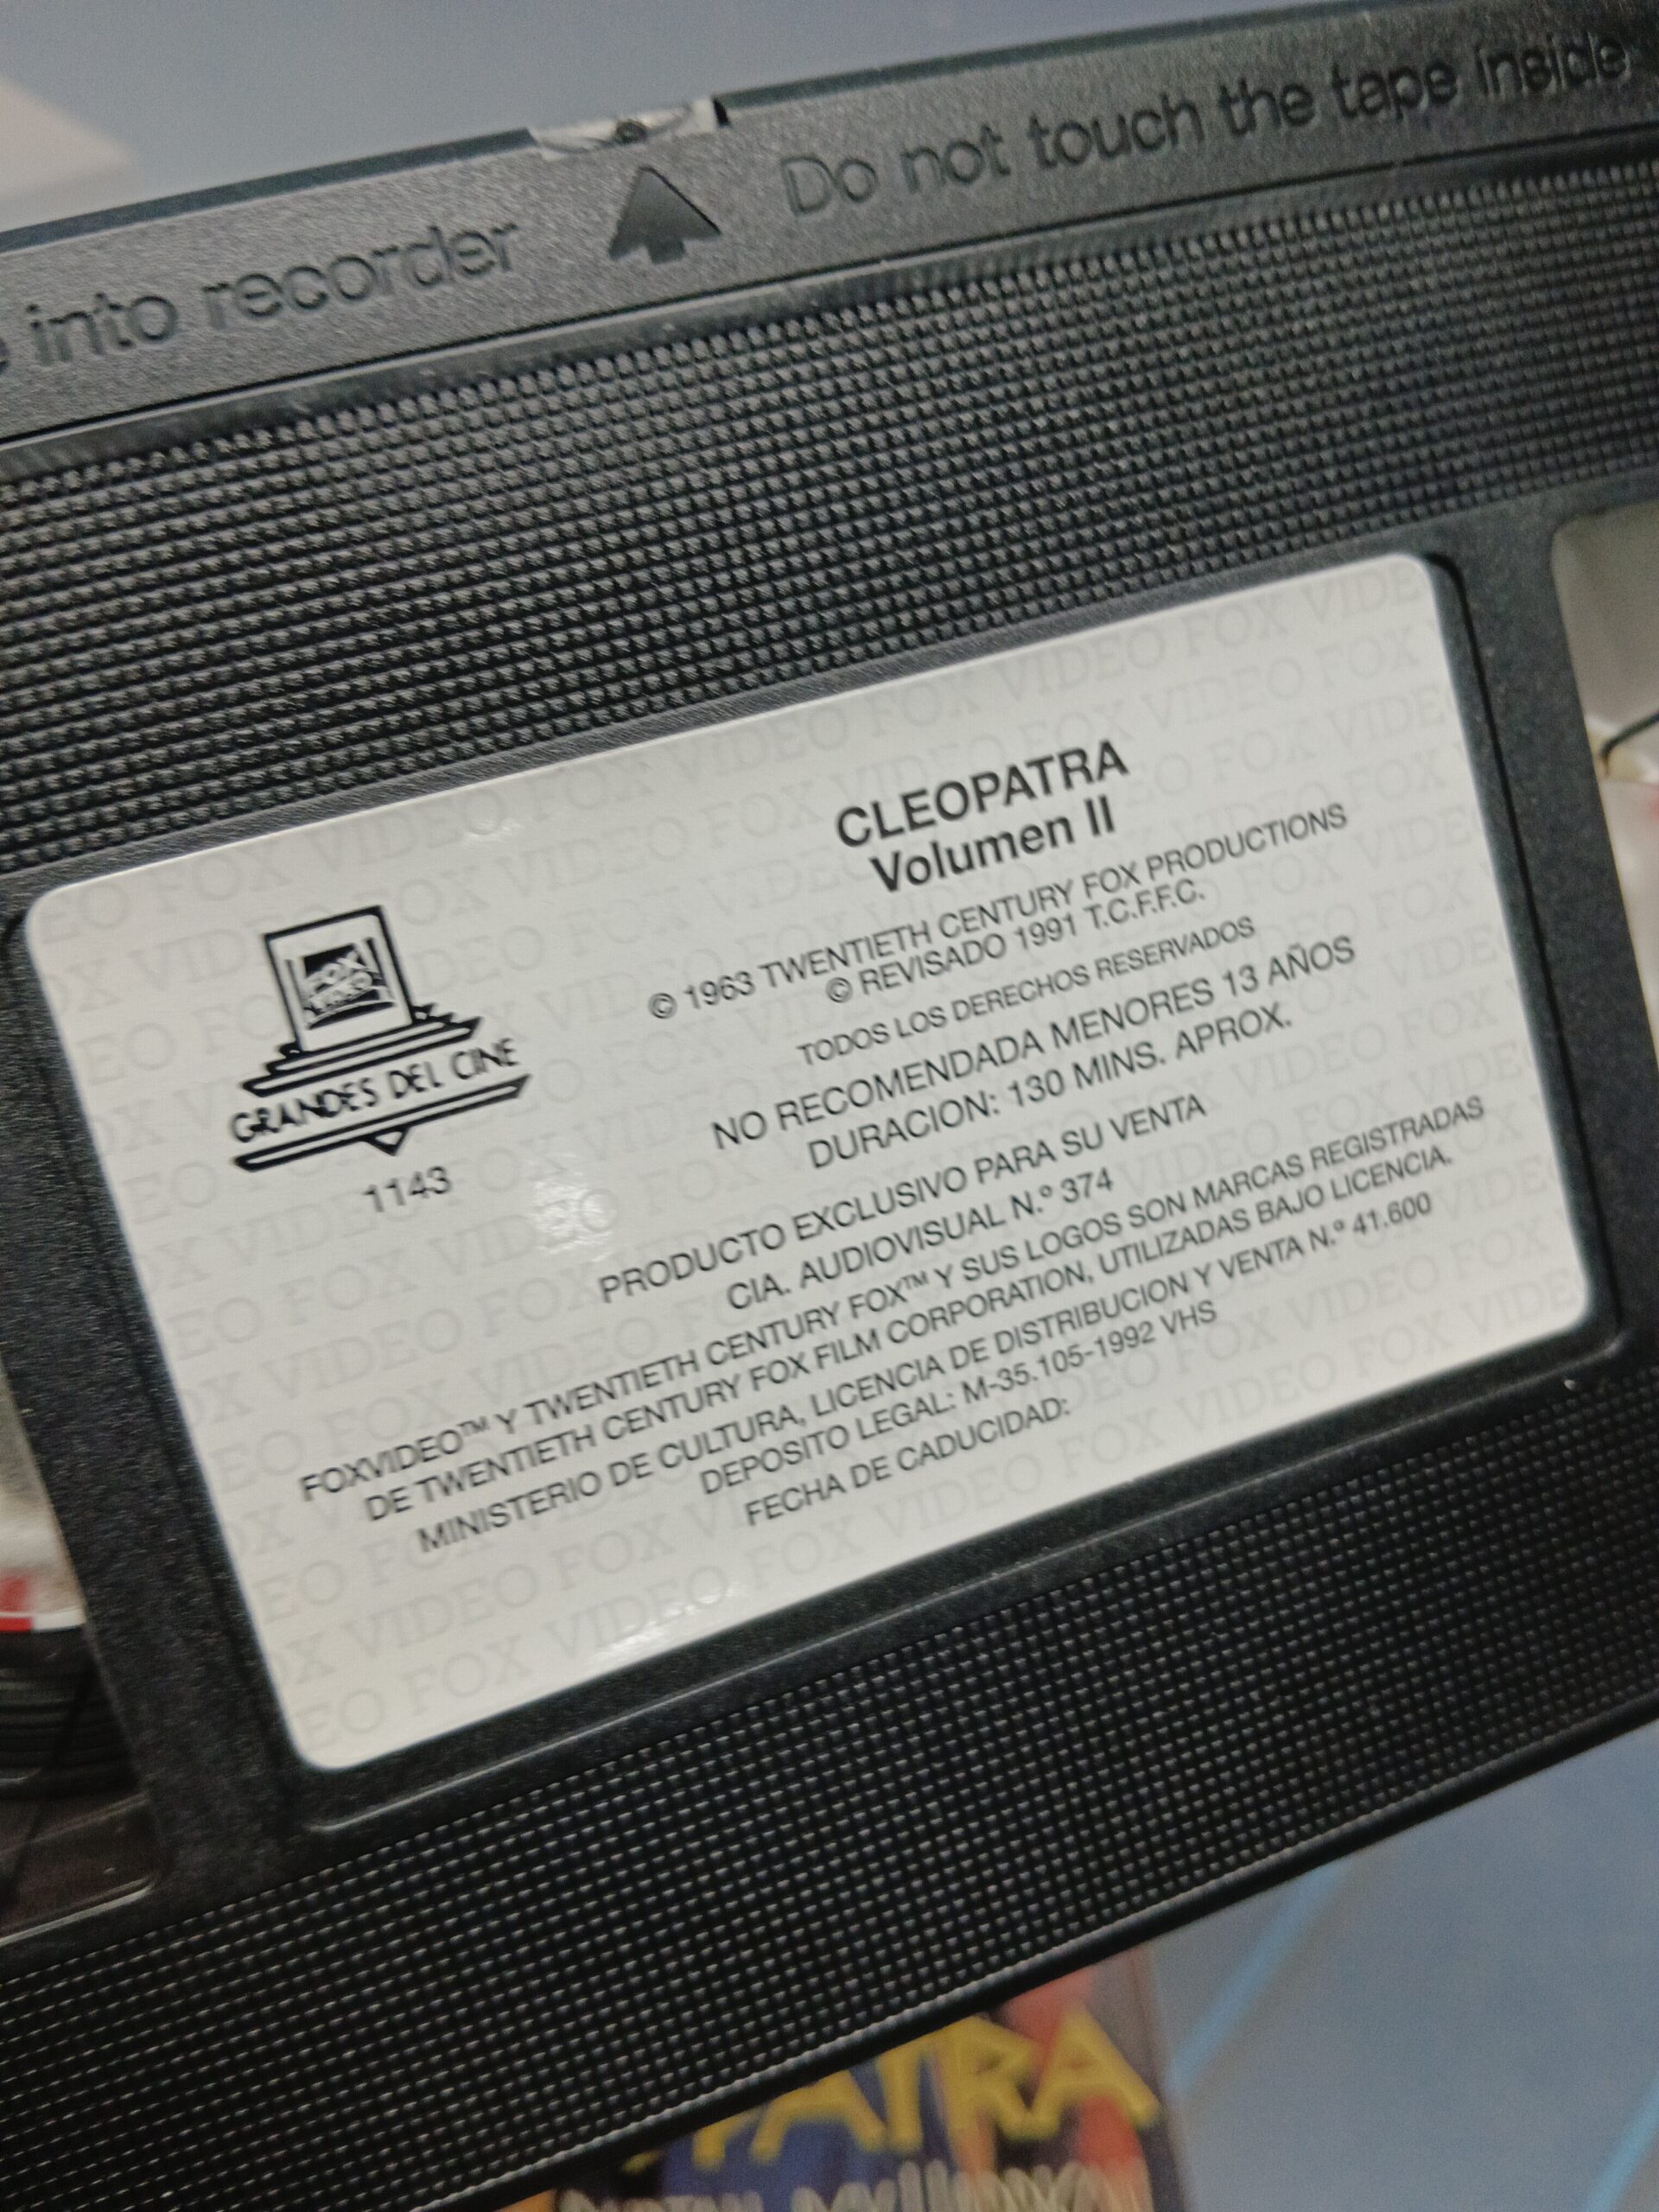 into recorder
Do not touch the tape inside
CLEOPATRA
Volumen II
© 1963 TWENTIETH CENTURY FOX PRODUCTIONS
© REVISADO 1991 T.C.F.F.C.
TODOS LOS DERECHOS RESERVADOS
NO RECOMENDADA MENORES 13 AÑOS
DURACION: 130 MINS. APROX.
FOX
VIDEO
GRANDES DEL CINE
1143
PRODUCTO EXCLUSIVO PARA SU VENTA
CIA. AUDIOVISUAL N.º 374
FOXVIDEO™ Y TWENTIETH CENTURY FOX™ Y SUS LOGOS SON MARCAS REGISTRADAS
DE TWENTIETH CENTURY FOX FILM CORPORATION, UTILIZADAS BAJO LICENCIA.
MINISTERIO DE CULTURA, LICENCIA DE DISTRIBUCION Y VENTA N.º 41.600
DEPOSITO LEGAL: M-35.105-1992 VHS
FECHA DE CADUCIDAD:
PATRA